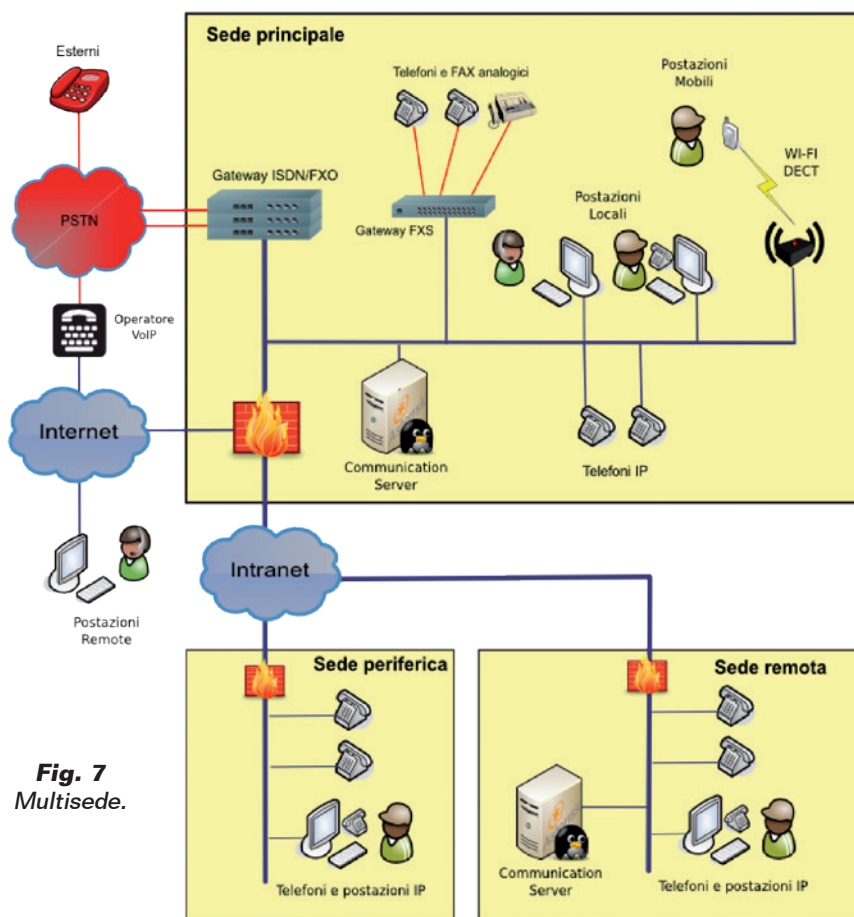 Sede principale
Esterni
Telefoni e FAX analogici
Postazioni
Mobili
WI-FI
DECT
Gateway ISDN/FXO
PSTN
Gateway FXS
Postazioni
Locali
Operatore
VoIP
Internet
Communication
Server
Telefoni IP
Postazioni
Remote
Intranet
Sede periferica
Sede remota
Fig. 7
Multisede.
Telefoni e postazioni IP
Communication
Server
Telefoni e postazioni IP